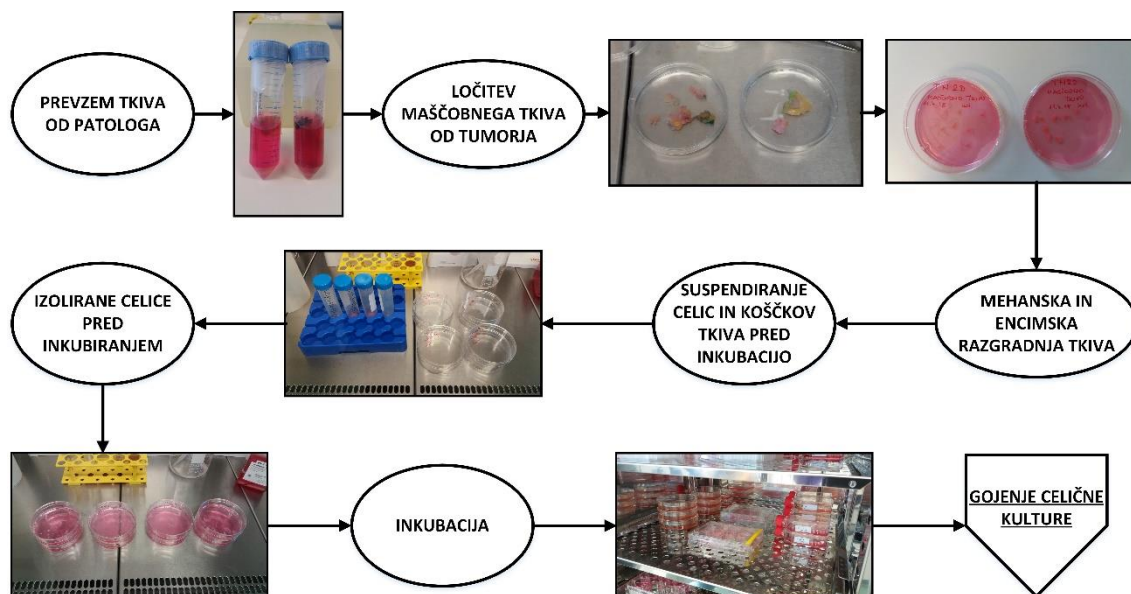 PREVZEM TKIVA
OD PATOLOGA
LOČITEV
MAŠČOBNEGA TKIVA
OD TUMORJA
MEHANSKA IN
ENCIMSKA
RAZGRADNJA TKIVA
SUSPENDIRANJE
CELIC IN KOŠČKOV
TKIVA PRED
INKUBACIJO
IZOLIRANE CELICE
PRED
INKUBIRANJEM
INKUBACIJA
GOJENJE CELIČNE
KULTURE